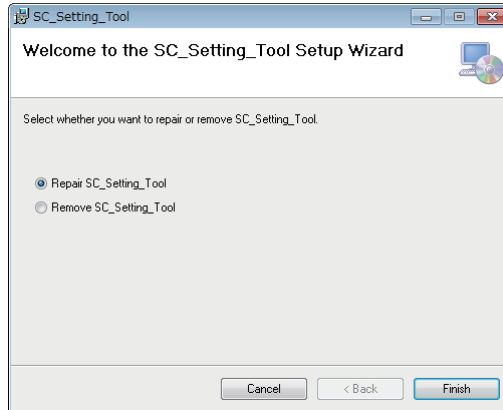 SC_Setting_Tool
Welcome to the SC_Setting_Tool Setup Wizard
Select whether you want to repair or remove SC_Setting_Tool.
Repair SC_Setting_Tool
Remove SC_Setting_Tool
Cancel < Back Finish